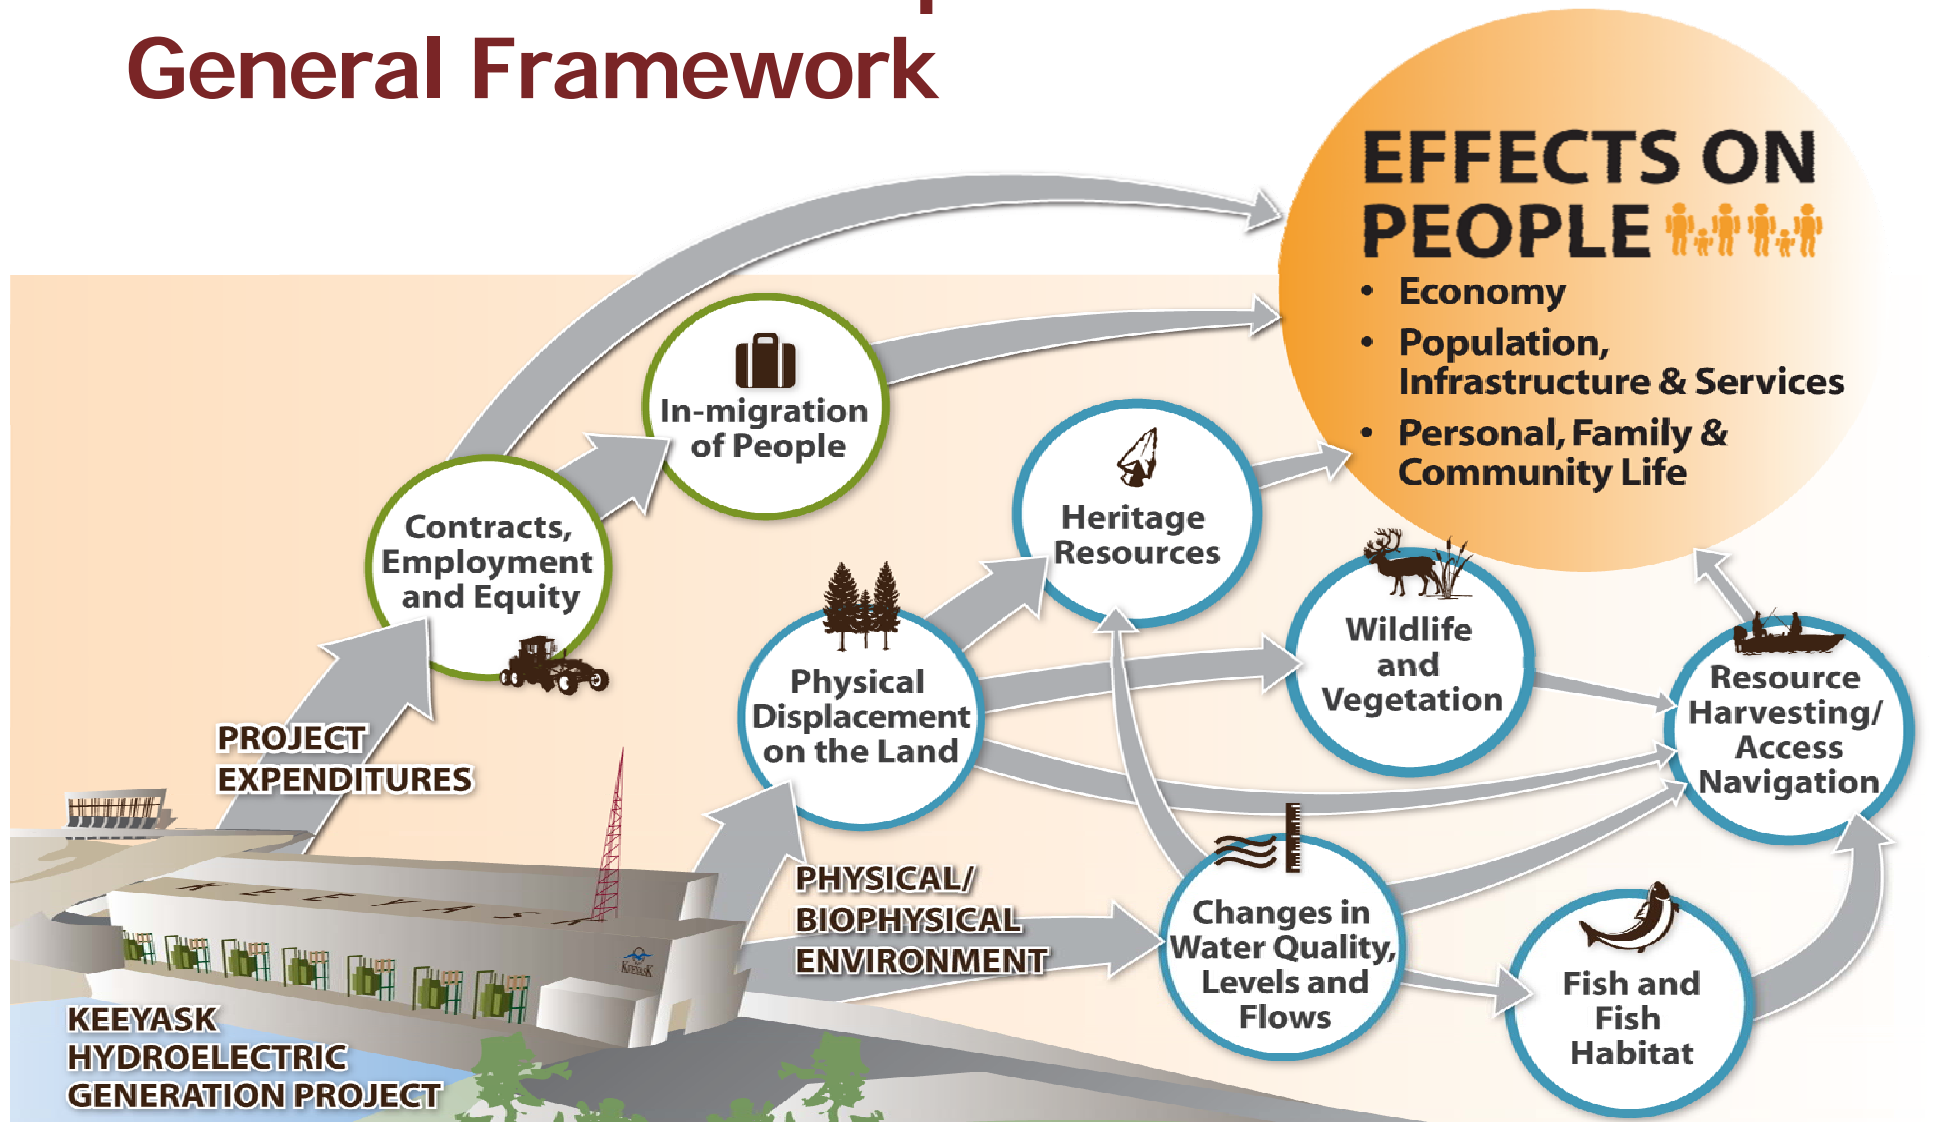 General Framework
EFFECTS ON
PEOPLE
• Economy
• Population,
Infrastructure & Services
• Personal, Family &
Community Life
In-migration
of People
Contracts,
Employment
and Equity
Heritage
Resources
Wildlife
and
Vegetation
Physical
Displacement
on the Land
Resource
Harvesting/
Access
Navigation
PROJECT
EXPENDITURES
PHYSICAL/
BIOPHYSICAL
ENVIRONMENT
Changes in
Water Quality,
Levels and
Flows
Fish and
Fish
Habitat
KEEYASK
KEEYASK
KEEYASK
HYDROELECTRIC
GENERATION PROJECT